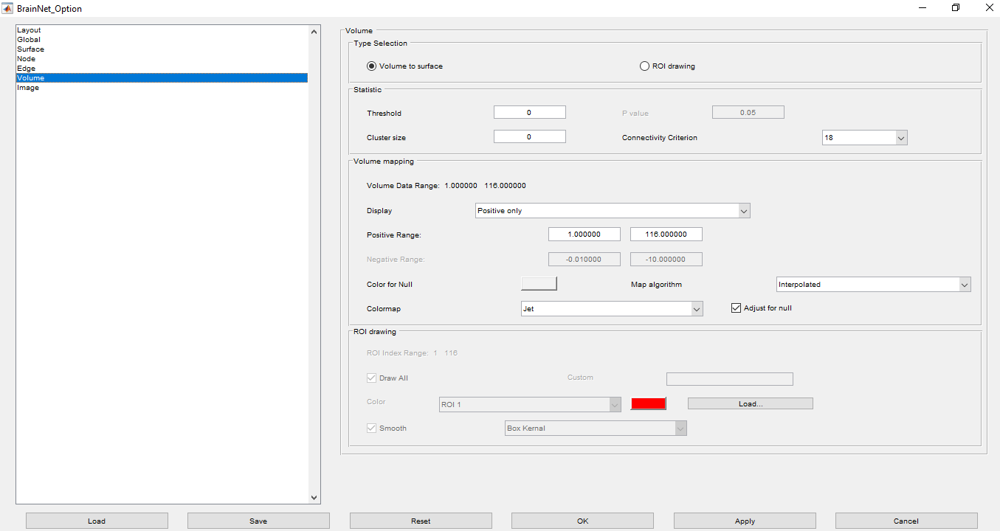 BrainNet_Option
Layout
Global
Surface
Node
Edge
Volume
Image
Volume
Type Selection
Volume to surface ROI drawing
Statistic
Threshold 0 P value 0.05
Cluster size 0 Connectivity Criterion 18
Volume mapping
Volume Data Range: 1.000000 116.000000
Display Positive only
Positive Range: 1.000000 116.000000
Negative Range: -0.010000 -10.000000
Color for Null Map algorithm Interpolated
Colormap Jet Adjust for null
ROI drawing
ROI Index Range: 1 116
Draw All Custom
Color ROI 1 Load...
Smooth Box Kernal
Load Save Reset OK Apply Cancel